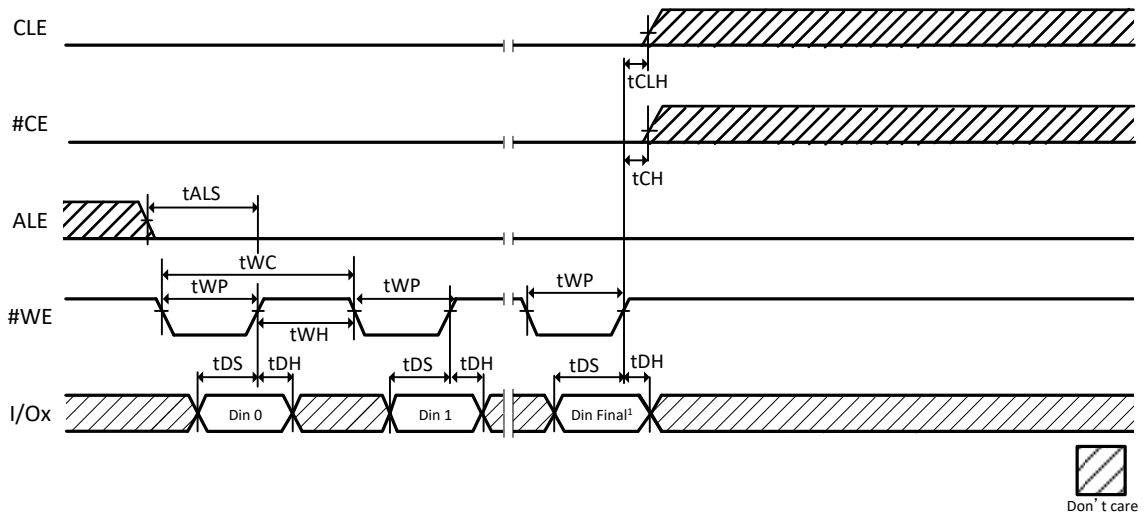 CLE
tCLH
#CE
tCH
tALS
ALE
tWC
tWP
tWP
tWP
#WE
tWH
tDS
tDH
tDS
tDH
tDS
tDH
I/Ox
Din 0
Din 1
Din Final¹
Don't care